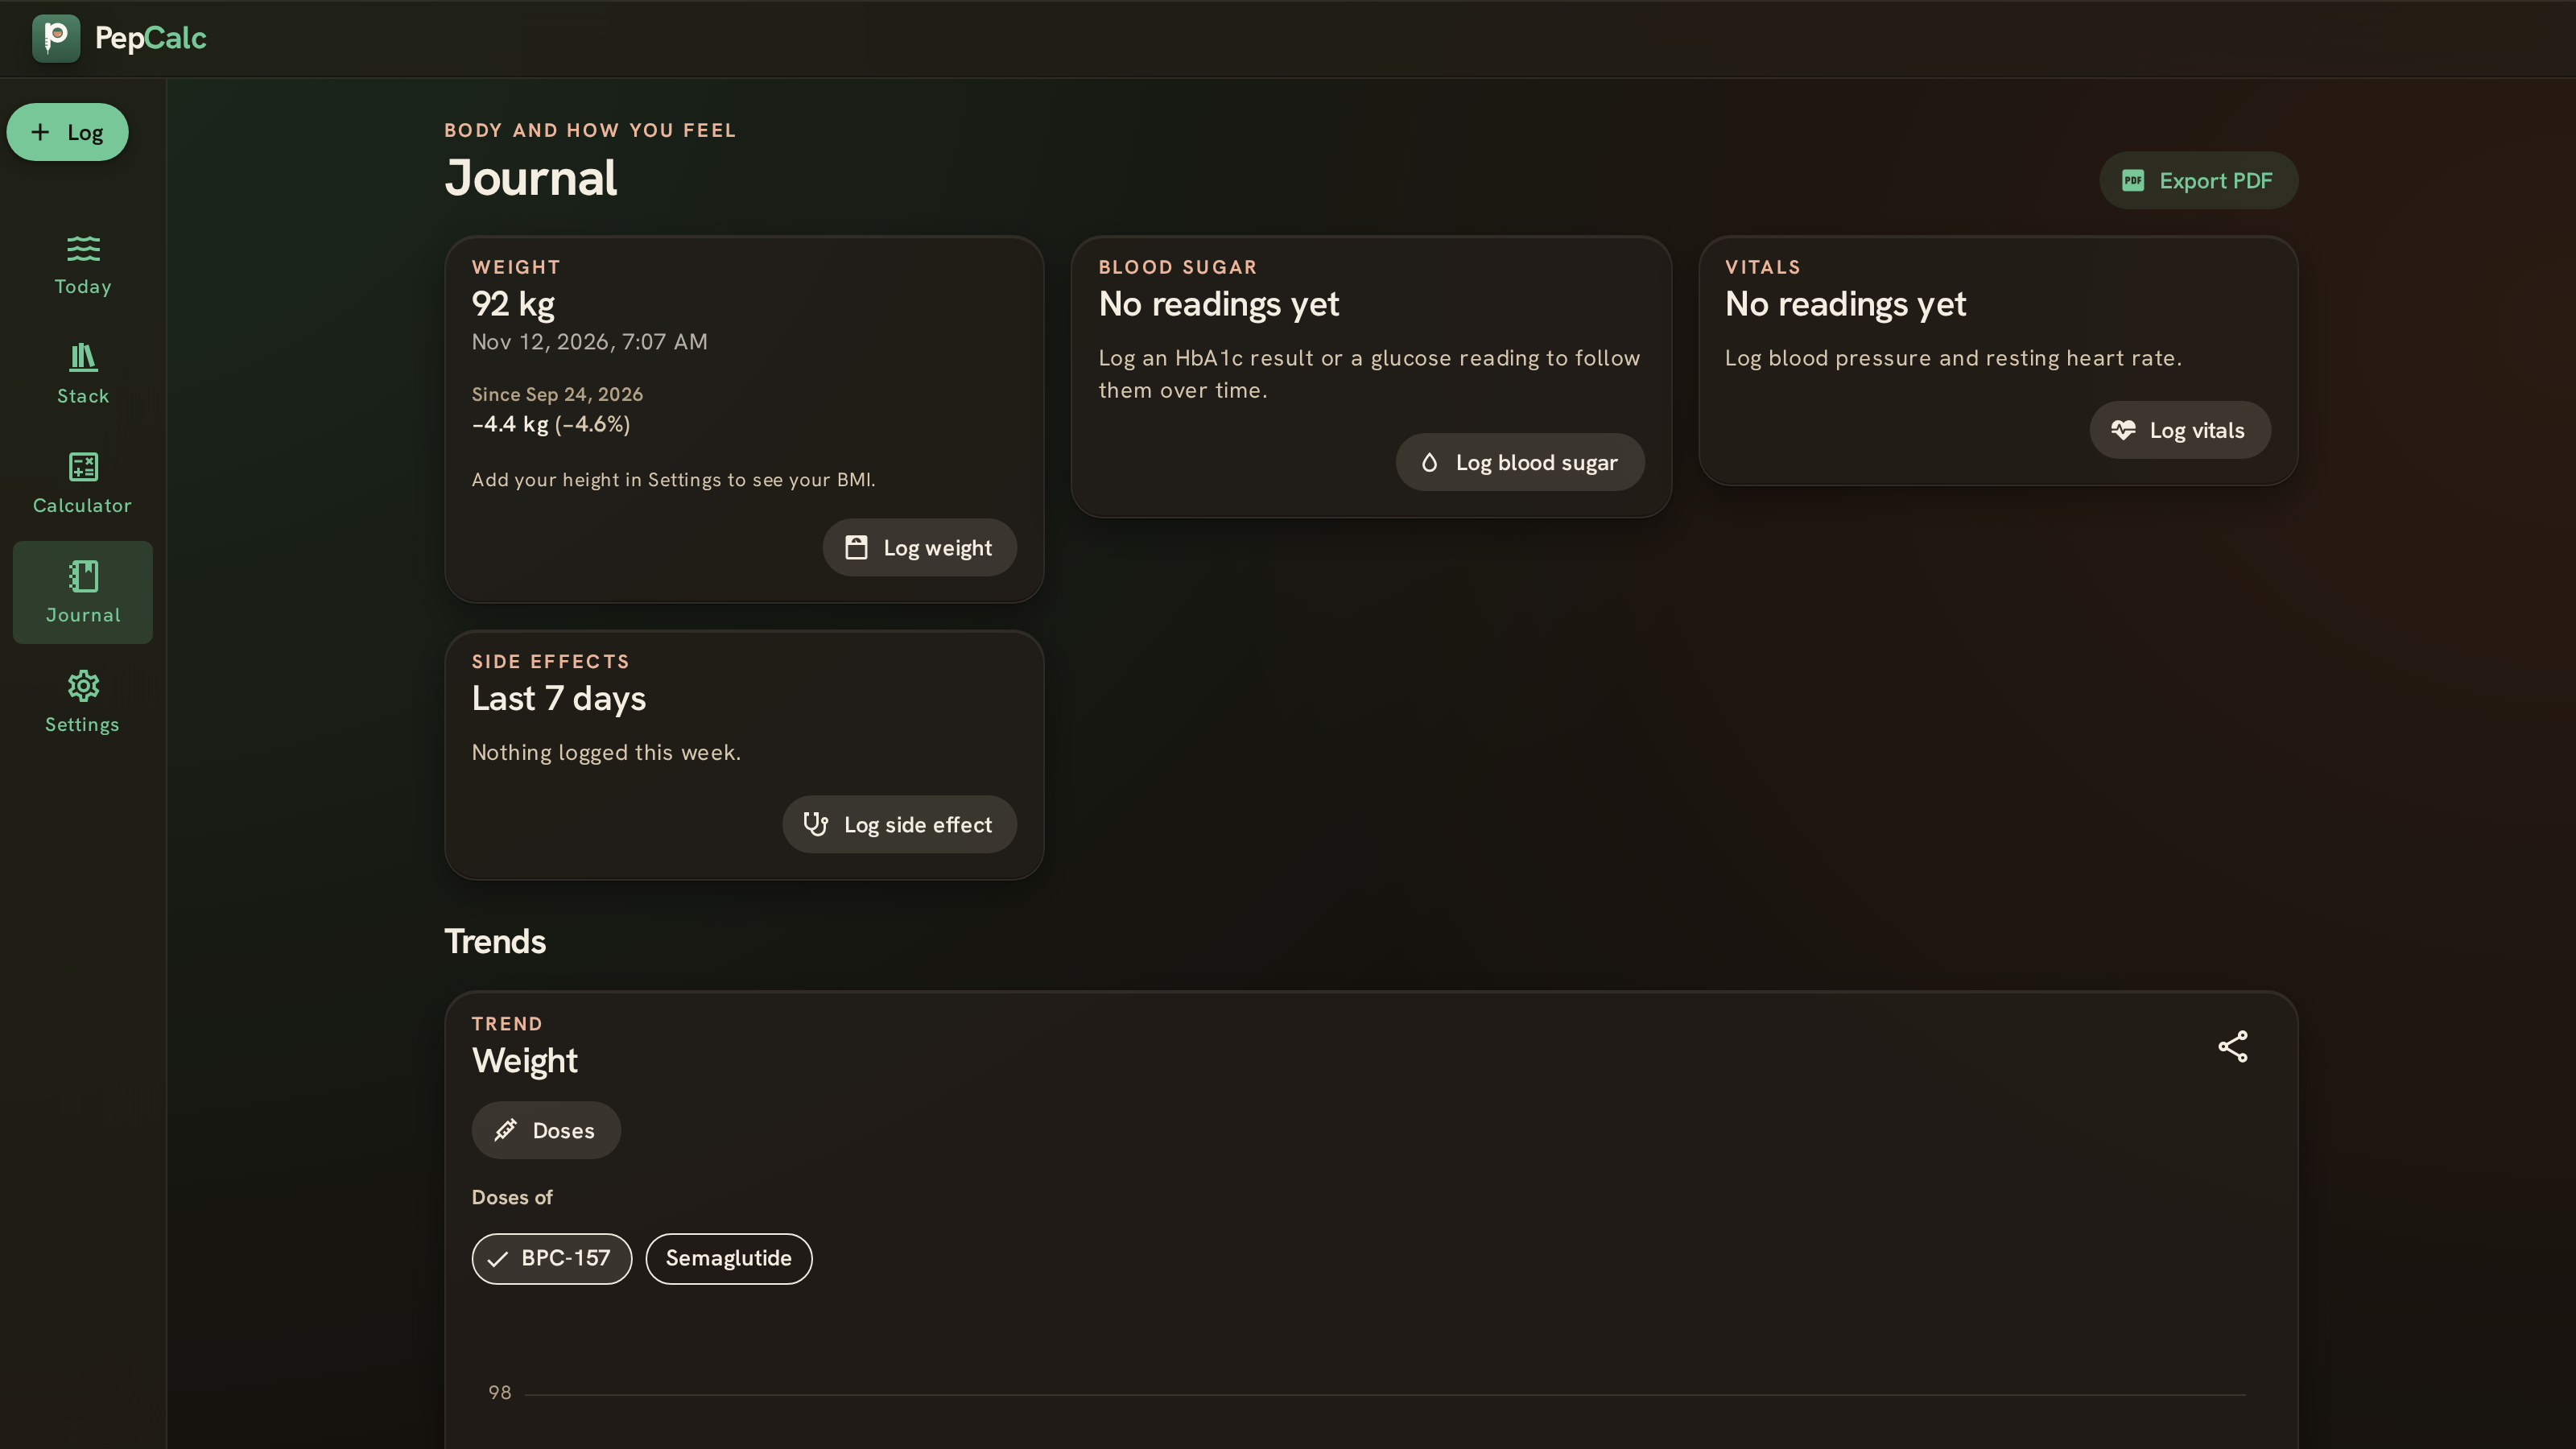 PepCalc
Log
Today
Stack
Calculator
Journal
Settings
BODY AND HOW YOU FEEL
Journal
PDF Export PDF
WEIGHT
92 kg
Nov 12, 2026, 7:07 AM
Since Sep 24, 2026
−4.4 kg (−4.6%)
Add your height in Settings to see your BMI.
Log weight
BLOOD SUGAR
No readings yet
Log an HbA1c result or a glucose reading to follow
them over time.
Log blood sugar
VITALS
No readings yet
Log blood pressure and resting heart rate.
Log vitals
SIDE EFFECTS
Last 7 days
Nothing logged this week.
Log side effect
Trends
TREND
Weight
Doses
Doses of
BPC-157
Semaglutide
98